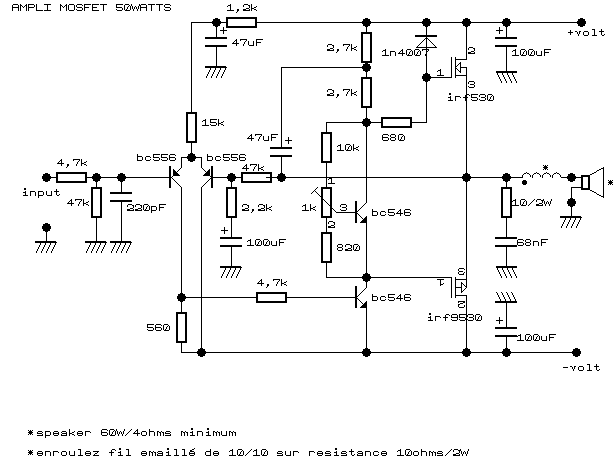 AMPLI MOSFET 50WATTS
1,2k
+volt
+
47uF
2,7k
1n4007
2
+
100uF
1
3
irf530
2,7k
15k
680
47uF
+
10k
bc556
bc556
4,7k
47k
*
*
input
47k
220pF
2,2k
1
1k
3
2
bc546
10/2W
+
100uF
820
68nF
4,7k
3
1
2
bc546
irf9530
560
+
100uF
-volt
*speaker 60W/4ohms minimum
*enroulez fil emaillé de 10/10 sur resistance 10ohms/2W